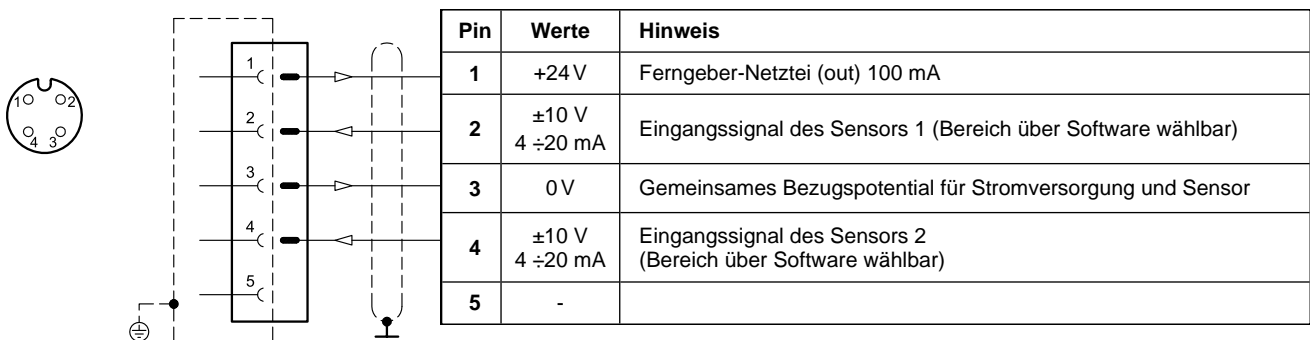 1 2
4 3
1
2
3
4
5
Pin Werte Hinweis
1 +24 V Ferngeber-Netztei (out) 100 mA
2 ±10 V
4 ÷20 mA Eingangssignal des Sensors 1 (Bereich über Software wählbar)
3 0 V Gemeinsames Bezugspotential für Stromversorgung und Sensor
4 ±10 V
4 ÷20 mA Eingangssignal des Sensors 2
(Bereich über Software wählbar)
5 -